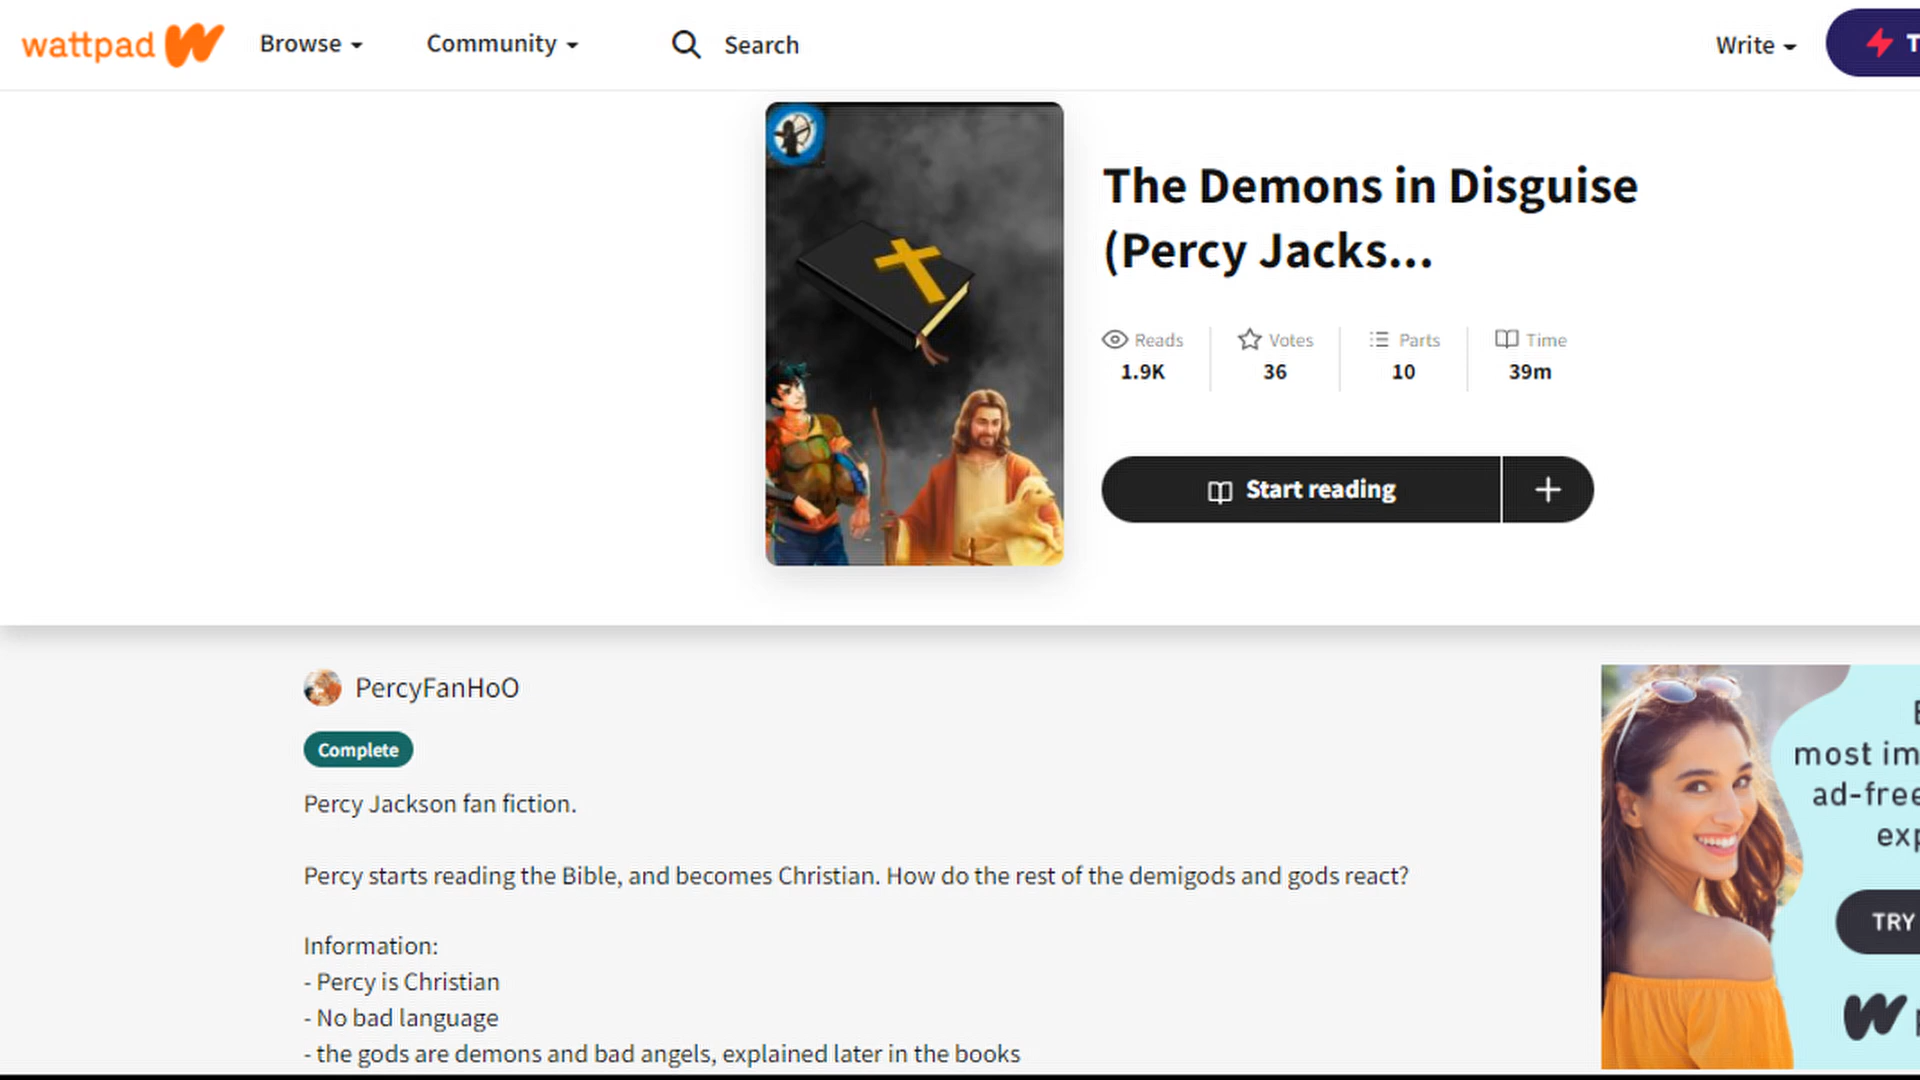 wattpad
Browse
Community
Search
Write
The Demons in Disguise
(Percy Jacks...
Reads
1.9K
Votes
36
Parts
10
Time
39m
Start reading
PercyFanHoO
Complete
Percy Jackson fan fiction.
Percy starts reading the Bible, and becomes Christian. How do the rest of the demigods and gods react?
Information:
- Percy is Christian
- No bad language
- the gods are demons and bad angels, explained later in the books
most
TRY